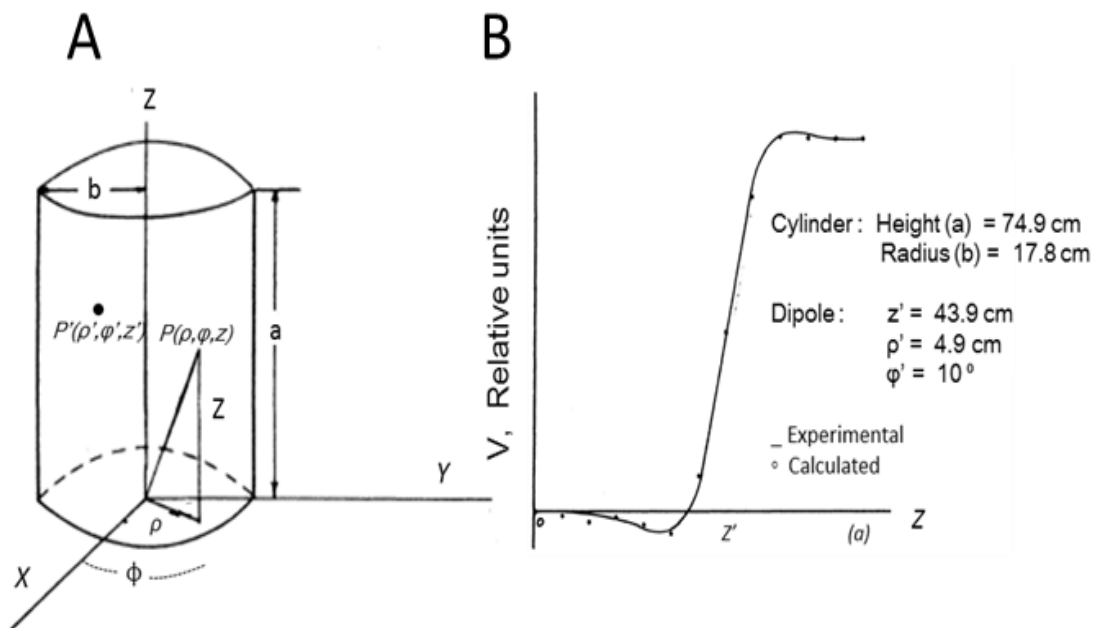 A
Z
b
P'(ρ',φ',z')
P(ρ,φ,z)
a
Z
Y
ρ
X
ϕ
B
V, Relative units
Cylinder: Height (a) = 74.9 cm
Radius (b) = 17.8 cm
Dipole: z' = 43.9 cm
ρ' = 4.9 cm
φ' = 10°
_ Experimental
∘ Calculated
o
Z'
(a)
Z